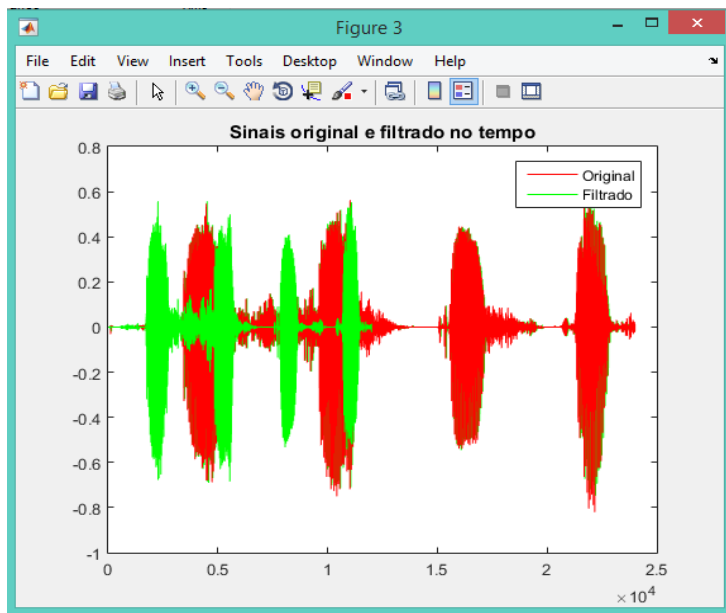 Figure 3
File Edit View Insert Tools Desktop Window Help
Sinais original e filtrado no tempo
Original
Filtrado
0.8
0.6
0.4
0.2
0
-0.2
-0.4
-0.6
-0.8
-1
0 0.5 1 1.5 2 2.5
× 10^4